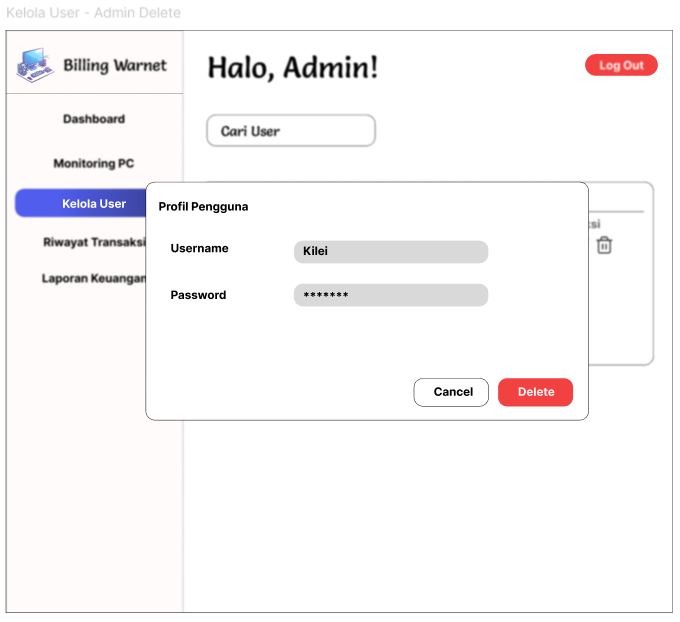 Kelola User - Admin Delete
Billing Warnet
Halo, Admin!
Log Out
Dashboard
Cari User
Monitoring PC
Kelola User
Profil Pengguna
Riwayat Transaksi
Username
Kilei
Laporan Keuangan
Password
*******
Cancel
Delete